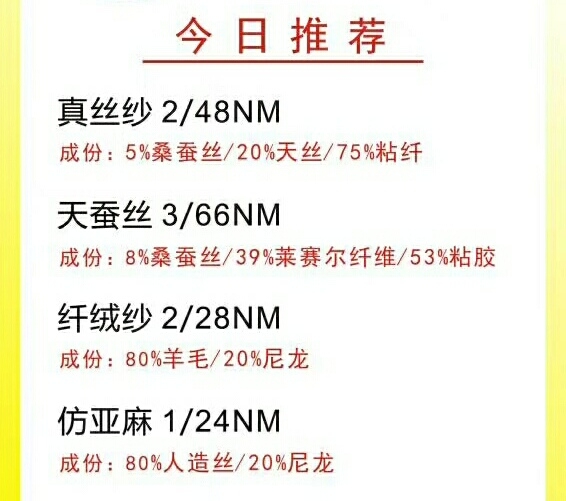 今日推荐
真丝纱 2/48NM
成份：5%桑蚕丝/20%天丝/75%粘纤
天蚕丝 3/66NM
成份：8%桑蚕丝/39%莱赛尔纤维/53%粘胶
纤绒纱 2/28NM
成份：80%羊毛/20%尼龙
仿亚麻 1/24NM
成份：80%人造丝/20%尼龙